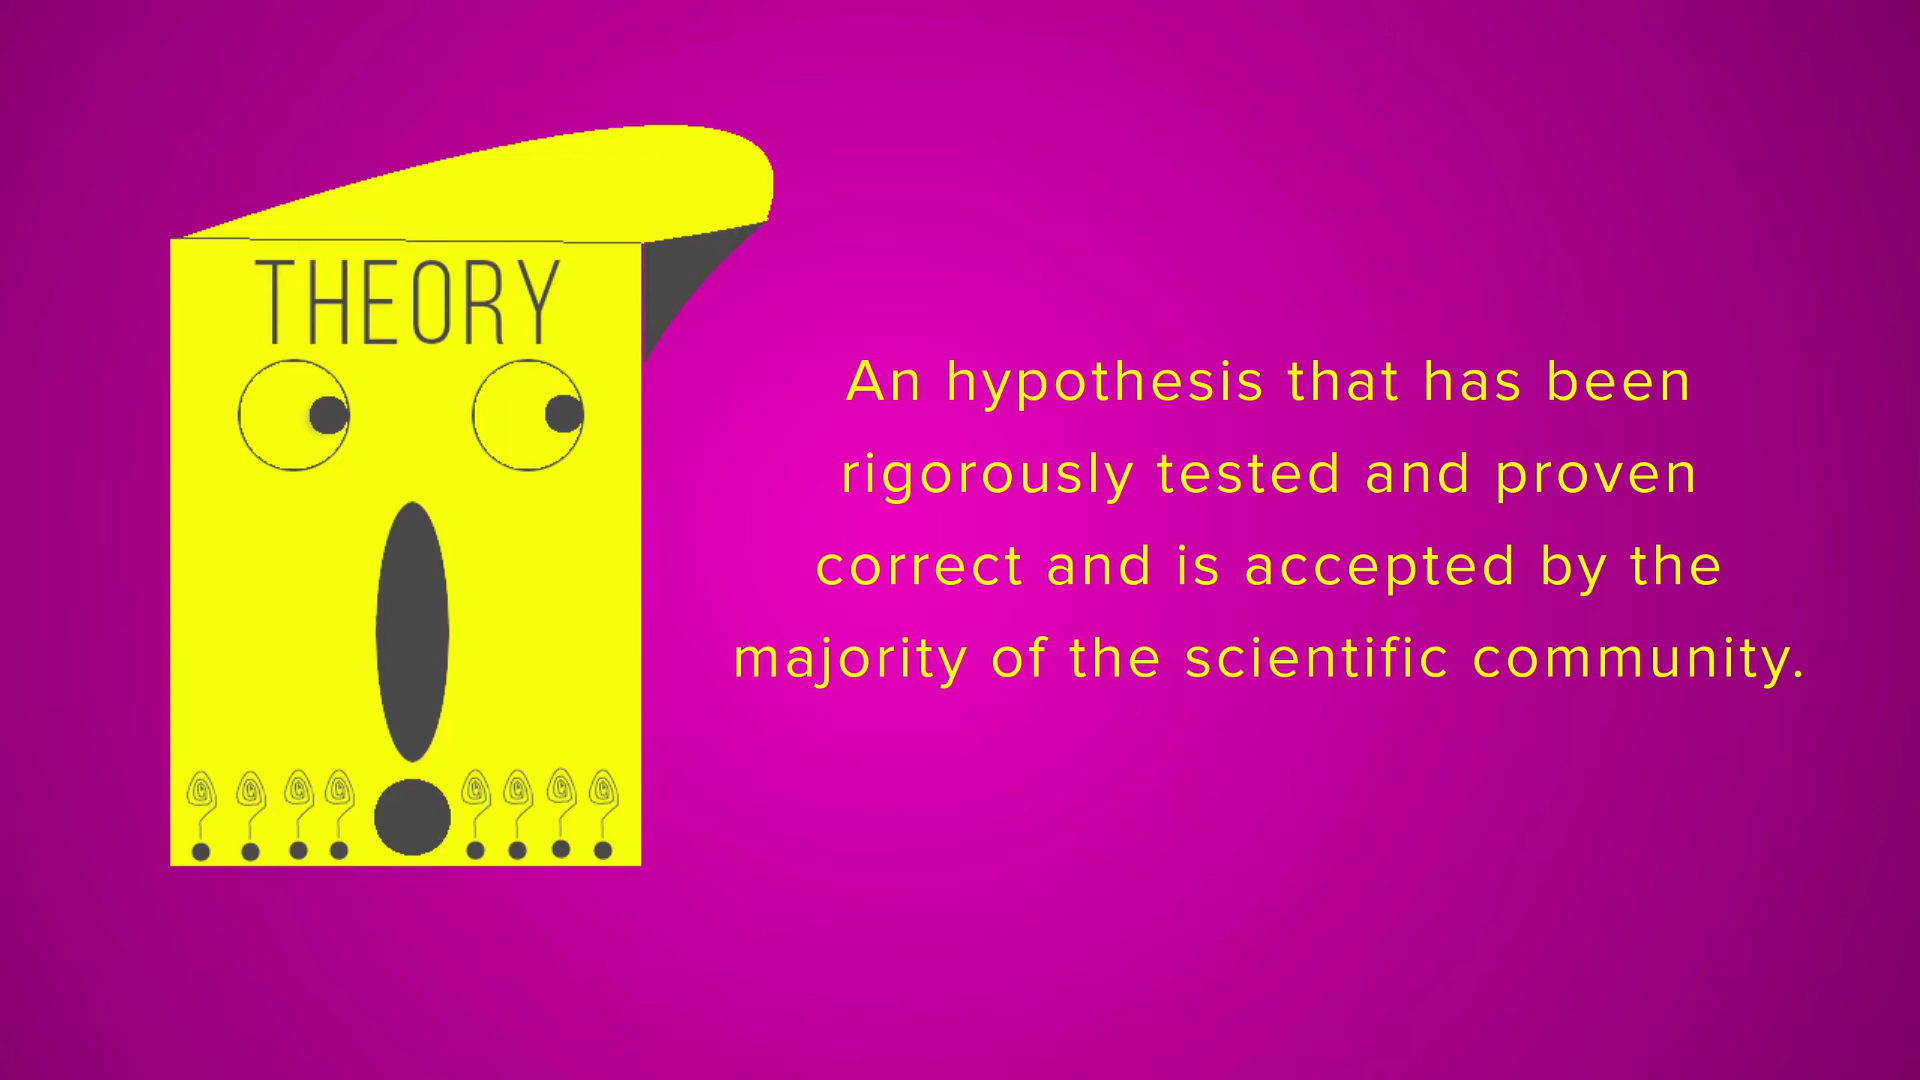 THEORY
An hypothesis that has been
rigorously tested and proven
correct and is accepted by the
majority of the scientific community.